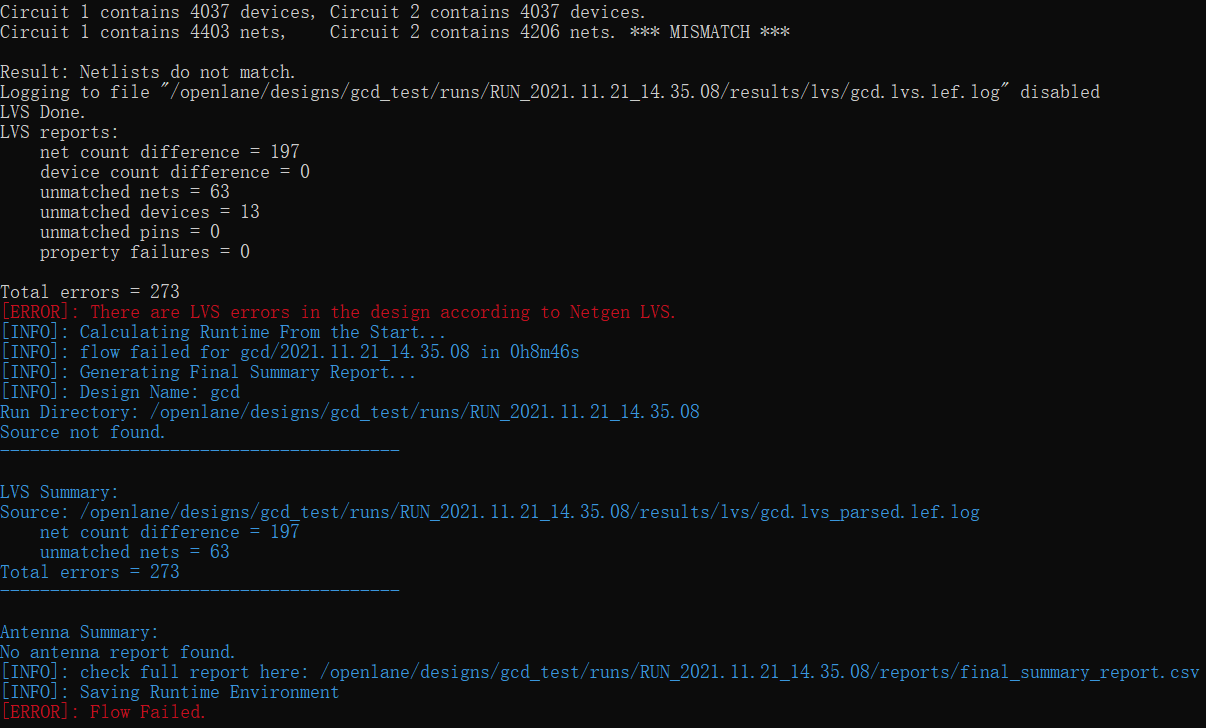 Circuit 1 contains 4037 devices, Circuit 2 contains 4037 devices.
Circuit 1 contains 4403 nets,    Circuit 2 contains 4206 nets. *** MISMATCH ***

Result: Netlists do not match.
Logging to file "/openlane/designs/gcd_test/runs/RUN_2021.11.21_14.35.08/results/lvs/gcd.lvs.lef.log" disabled
LVS Done.
LVS reports:
    net count difference = 197
    device count difference = 0
    unmatched nets = 63
    unmatched devices = 13
    unmatched pins = 0
    property failures = 0

Total errors = 273
[ERROR]: There are LVS errors in the design according to Netgen LVS.
[INFO]: Calculating Runtime From the Start...
[INFO]: flow failed for gcd/2021.11.21_14.35.08 in 0h8m46s
[INFO]: Generating Final Summary Report...
[INFO]: Design Name: gcd
Run Directory: /openlane/designs/gcd_test/runs/RUN_2021.11.21_14.35.08
Source not found.
----------------------------------------

LVS Summary:
Source: /openlane/designs/gcd_test/runs/RUN_2021.11.21_14.35.08/results/lvs/gcd.lvs_parsed.lef.log
    net count difference = 197
    unmatched nets = 63
Total errors = 273
----------------------------------------

Antenna Summary:
No antenna report found.
[INFO]: check full report here: /openlane/designs/gcd_test/runs/RUN_2021.11.21_14.35.08/reports/final_summary_report.csv
[INFO]: Saving Runtime Environment
[ERROR]: Flow Failed.